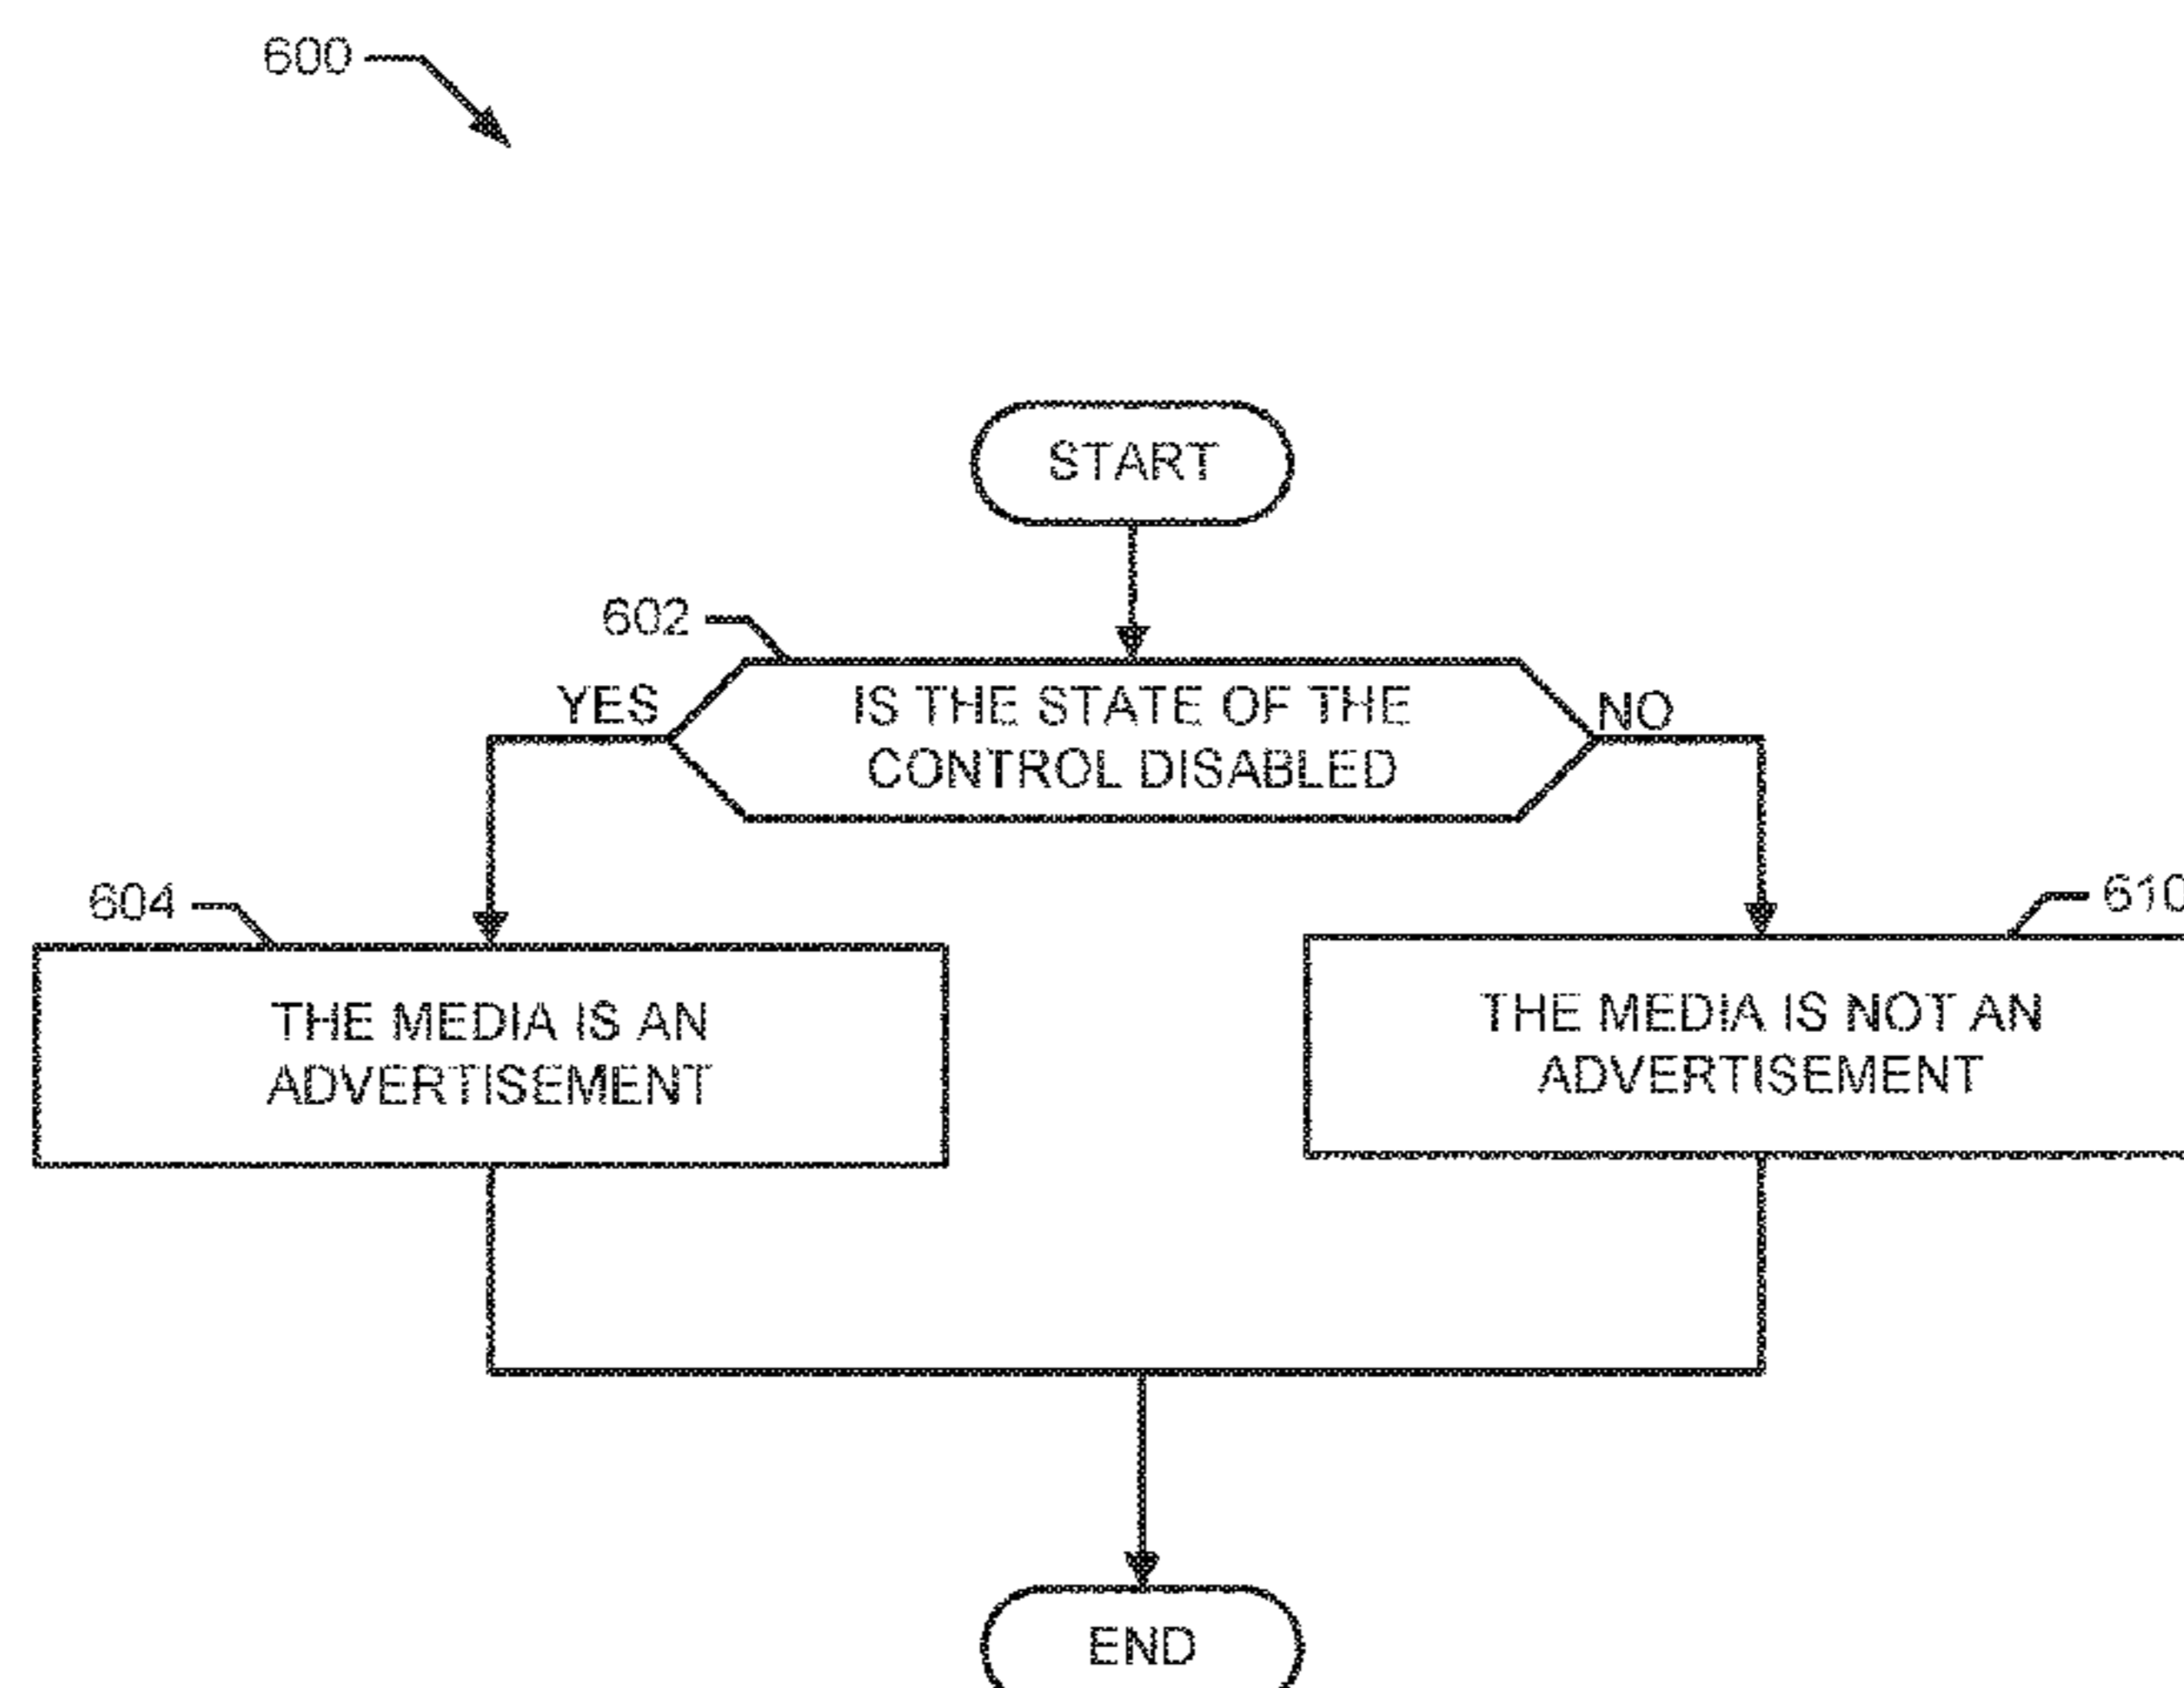 600
START
602
YES
IS THE STATE OF THE
CONTROL DISABLED
NO
604
610
THE MEDIA IS AN
ADVERTISEMENT
THE MEDIA IS NOT AN
ADVERTISEMENT
END